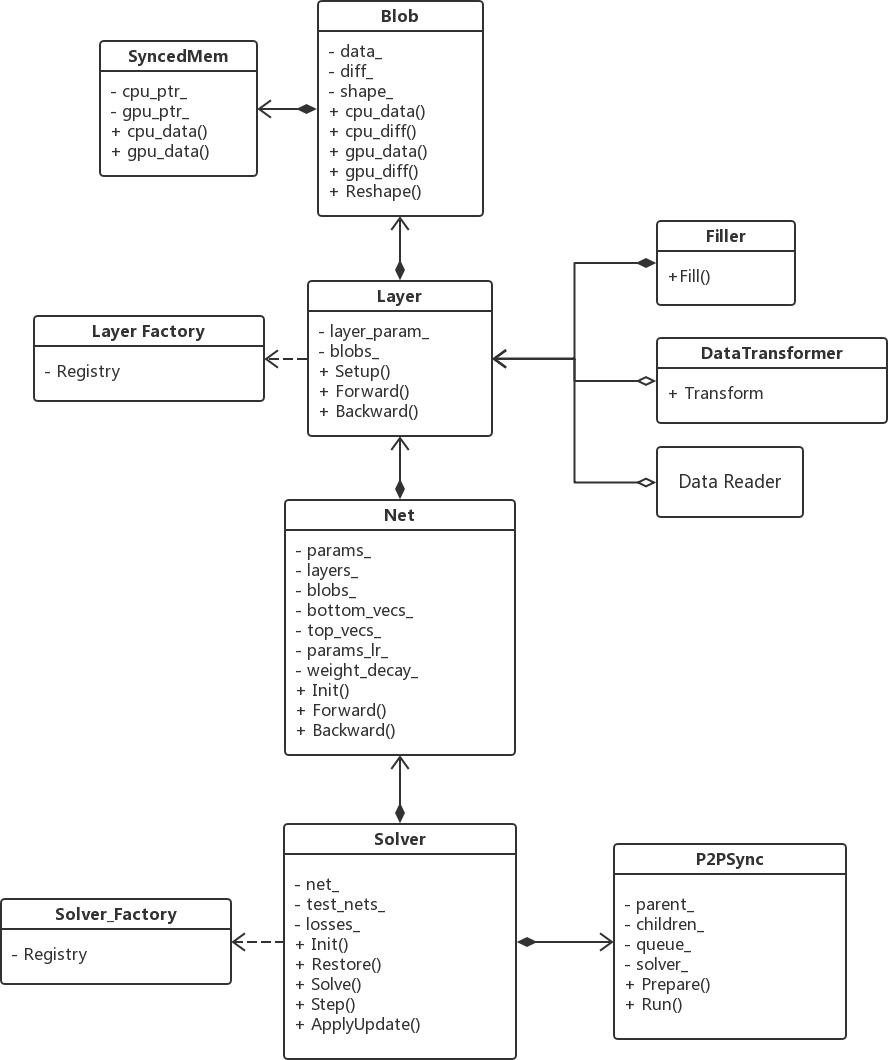 Blob
- data_
- diff_
- shape_
+ cpu_data()
+ cpu_diff()
+ gpu_data()
+ gpu_diff()
+ Reshape()
SyncedMem
- cpu_ptr_
- gpu_ptr_
+ cpu_data()
+ gpu_data()
Filler
+Fill()
Layer
- layer_param_
- blobs_
+ Setup()
+ Forward()
+ Backward()
Layer Factory
- Registry
DataTransformer
+ Transform
Data Reader
Net
- params_
- layers_
- blobs_
- bottom_vecs_
- top_vecs_
- params_lr_
- weight_decay_
+ Init()
+ Forward()
+ Backward()
Solver
- net_
- test_nets_
- losses_
+ Init()
+ Restore()
+ Solve()
+ Step()
+ ApplyUpdate()
P2PSync
- parent_
- children_
- queue_
- solver_
+ Prepare()
+ Run()
Solver_Factory
- Registry